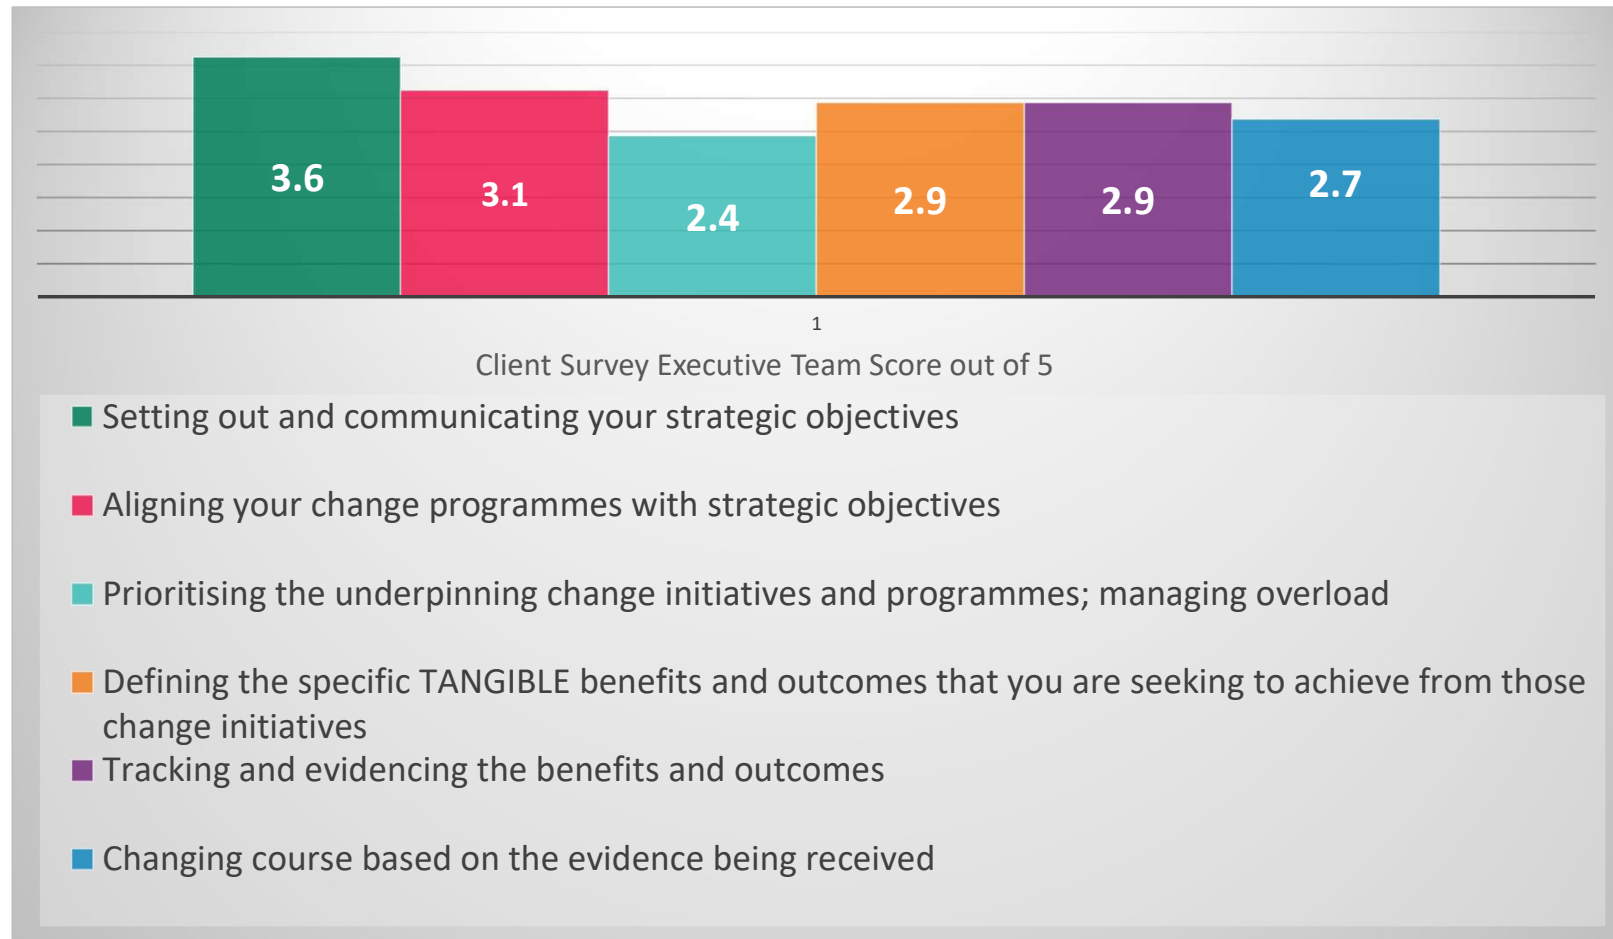 3.6
3.1
2.4
2.9
2.9
2.7
1
Client Survey Executive Team Score out of 5
Setting out and communicating your strategic objectives
Aligning your change programmes with strategic objectives
Prioritising the underpinning change initiatives and programmes; managing overload
Defining the specific TANGIBLE benefits and outcomes that you are seeking to achieve from those
change initiatives
Tracking and evidencing the benefits and outcomes
Changing course based on the evidence being received